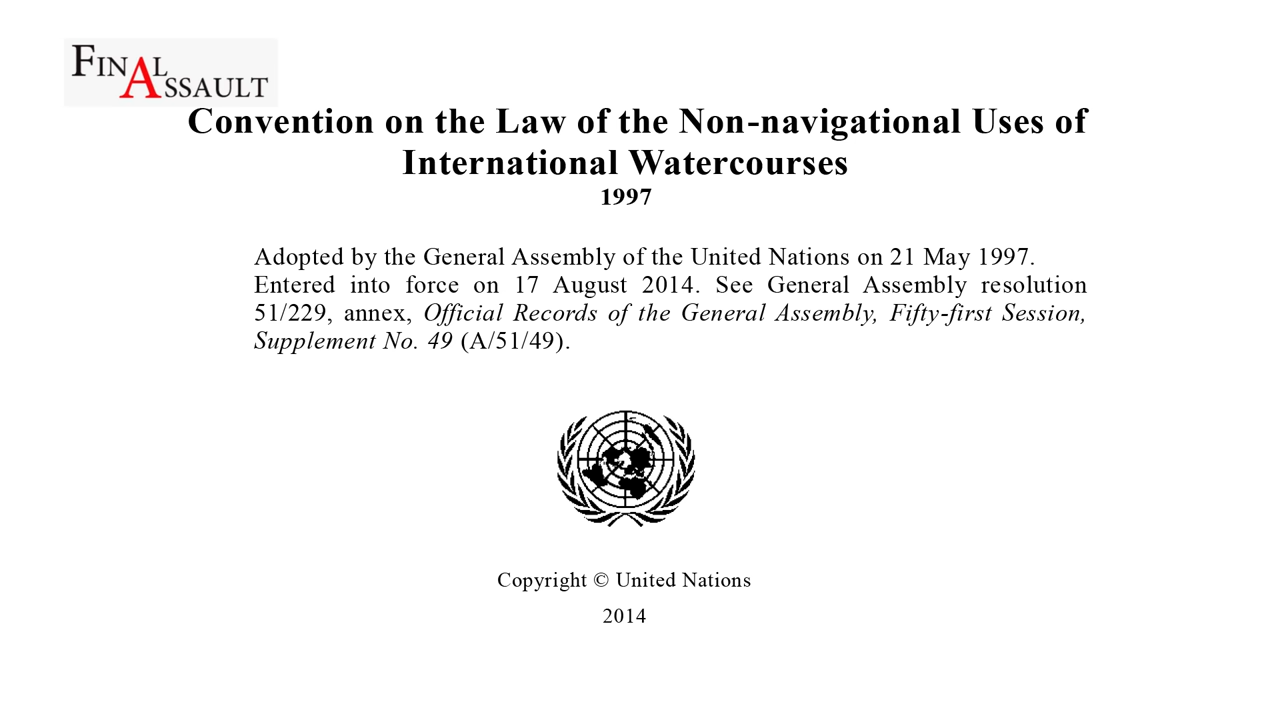 FINAL
ASSAULT
Convention on the Law of the Non-navigational Uses of
International Watercourses
1997
Adopted by the General Assembly of the United Nations on 21 May 1997.
Entered into force on 17 August 2014. See General Assembly resolution
51/229, annex, Official Records of the General Assembly, Fifty-first Session,
Supplement No. 49 (A/51/49).
Copyright © United Nations
2014